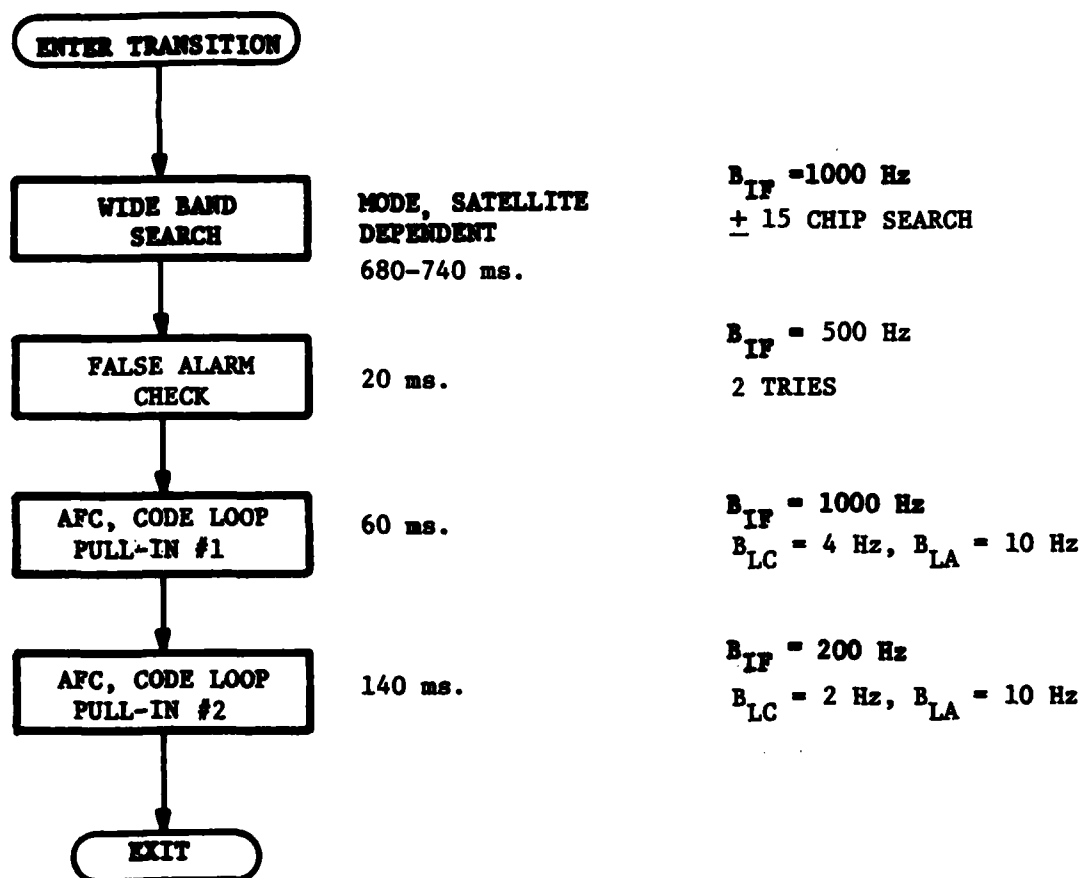 ENTER TRANSITION
WIDE BAND
SEARCH
MODE, SATELLITE
DEPENDENT
680-740 ms.
B_IF =1000 Hz
± 15 CHIP SEARCH
FALSE ALARM
CHECK
20 ms.
B_IF = 500 Hz
2 TRIES
AFC, CODE LOOP
PULL-IN #1
60 ms.
B_IF = 1000 Hz
B_LC = 4 Hz, B_LA = 10 Hz
AFC, CODE LOOP
PULL-IN #2
140 ms.
B_IF = 200 Hz
B_LC = 2 Hz, B_LA = 10 Hz
EXIT